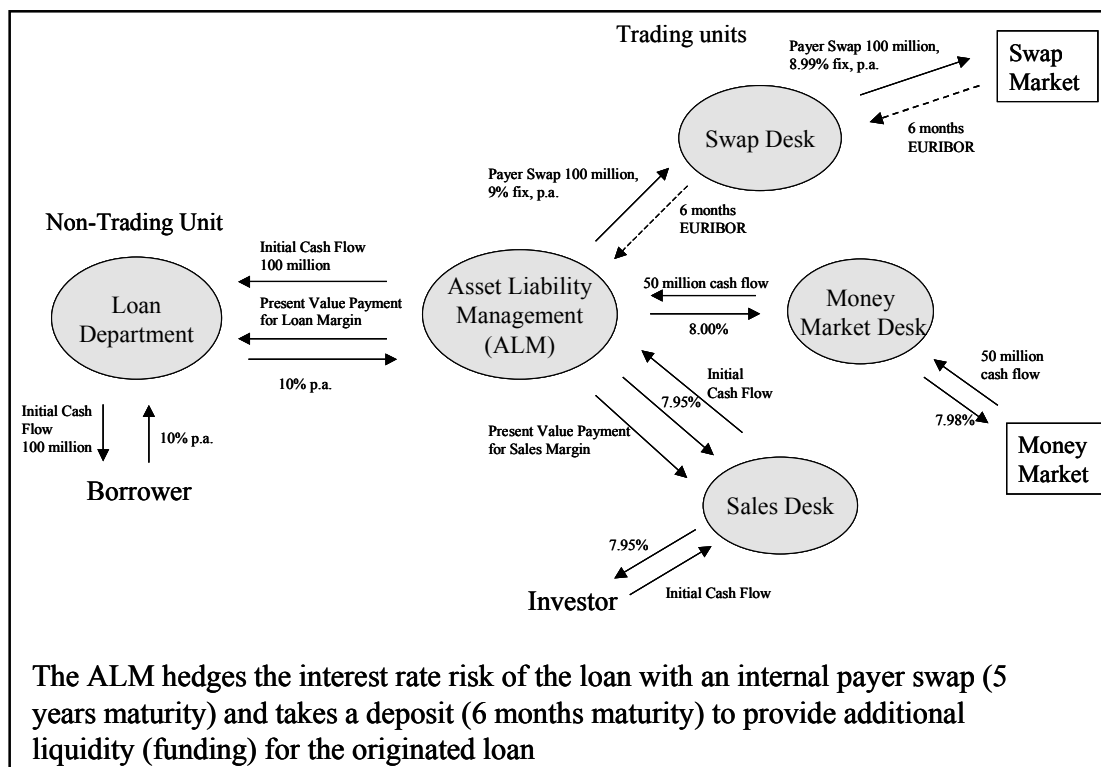 Trading units
Payer Swap 100 million,
8.99% fix, p.a.
Swap
Market
6 months
EURIBOR
Swap Desk
Payer Swap 100 million,
9% fix, p.a.
6 months
EURIBOR
Non-Trading Unit
Initial Cash Flow
100 million
Loan
Department
Present Value Payment
for Loan Margin
10% p.a.
Asset Liability
Management
(ALM)
50 million cash flow
8.00%
Money
Market Desk
50 million
cash flow
7.98%
Money
Market
Initial
Cash Flow
7.95%
Present Value Payment
for Sales Margin
Initial Cash
Flow
100 million
10% p.a.
Borrower
Sales Desk
7.95%
Initial Cash Flow
Investor
The ALM hedges the interest rate risk of the loan with an internal payer swap (5
years maturity) and takes a deposit (6 months maturity) to provide additional
liquidity (funding) for the originated loan